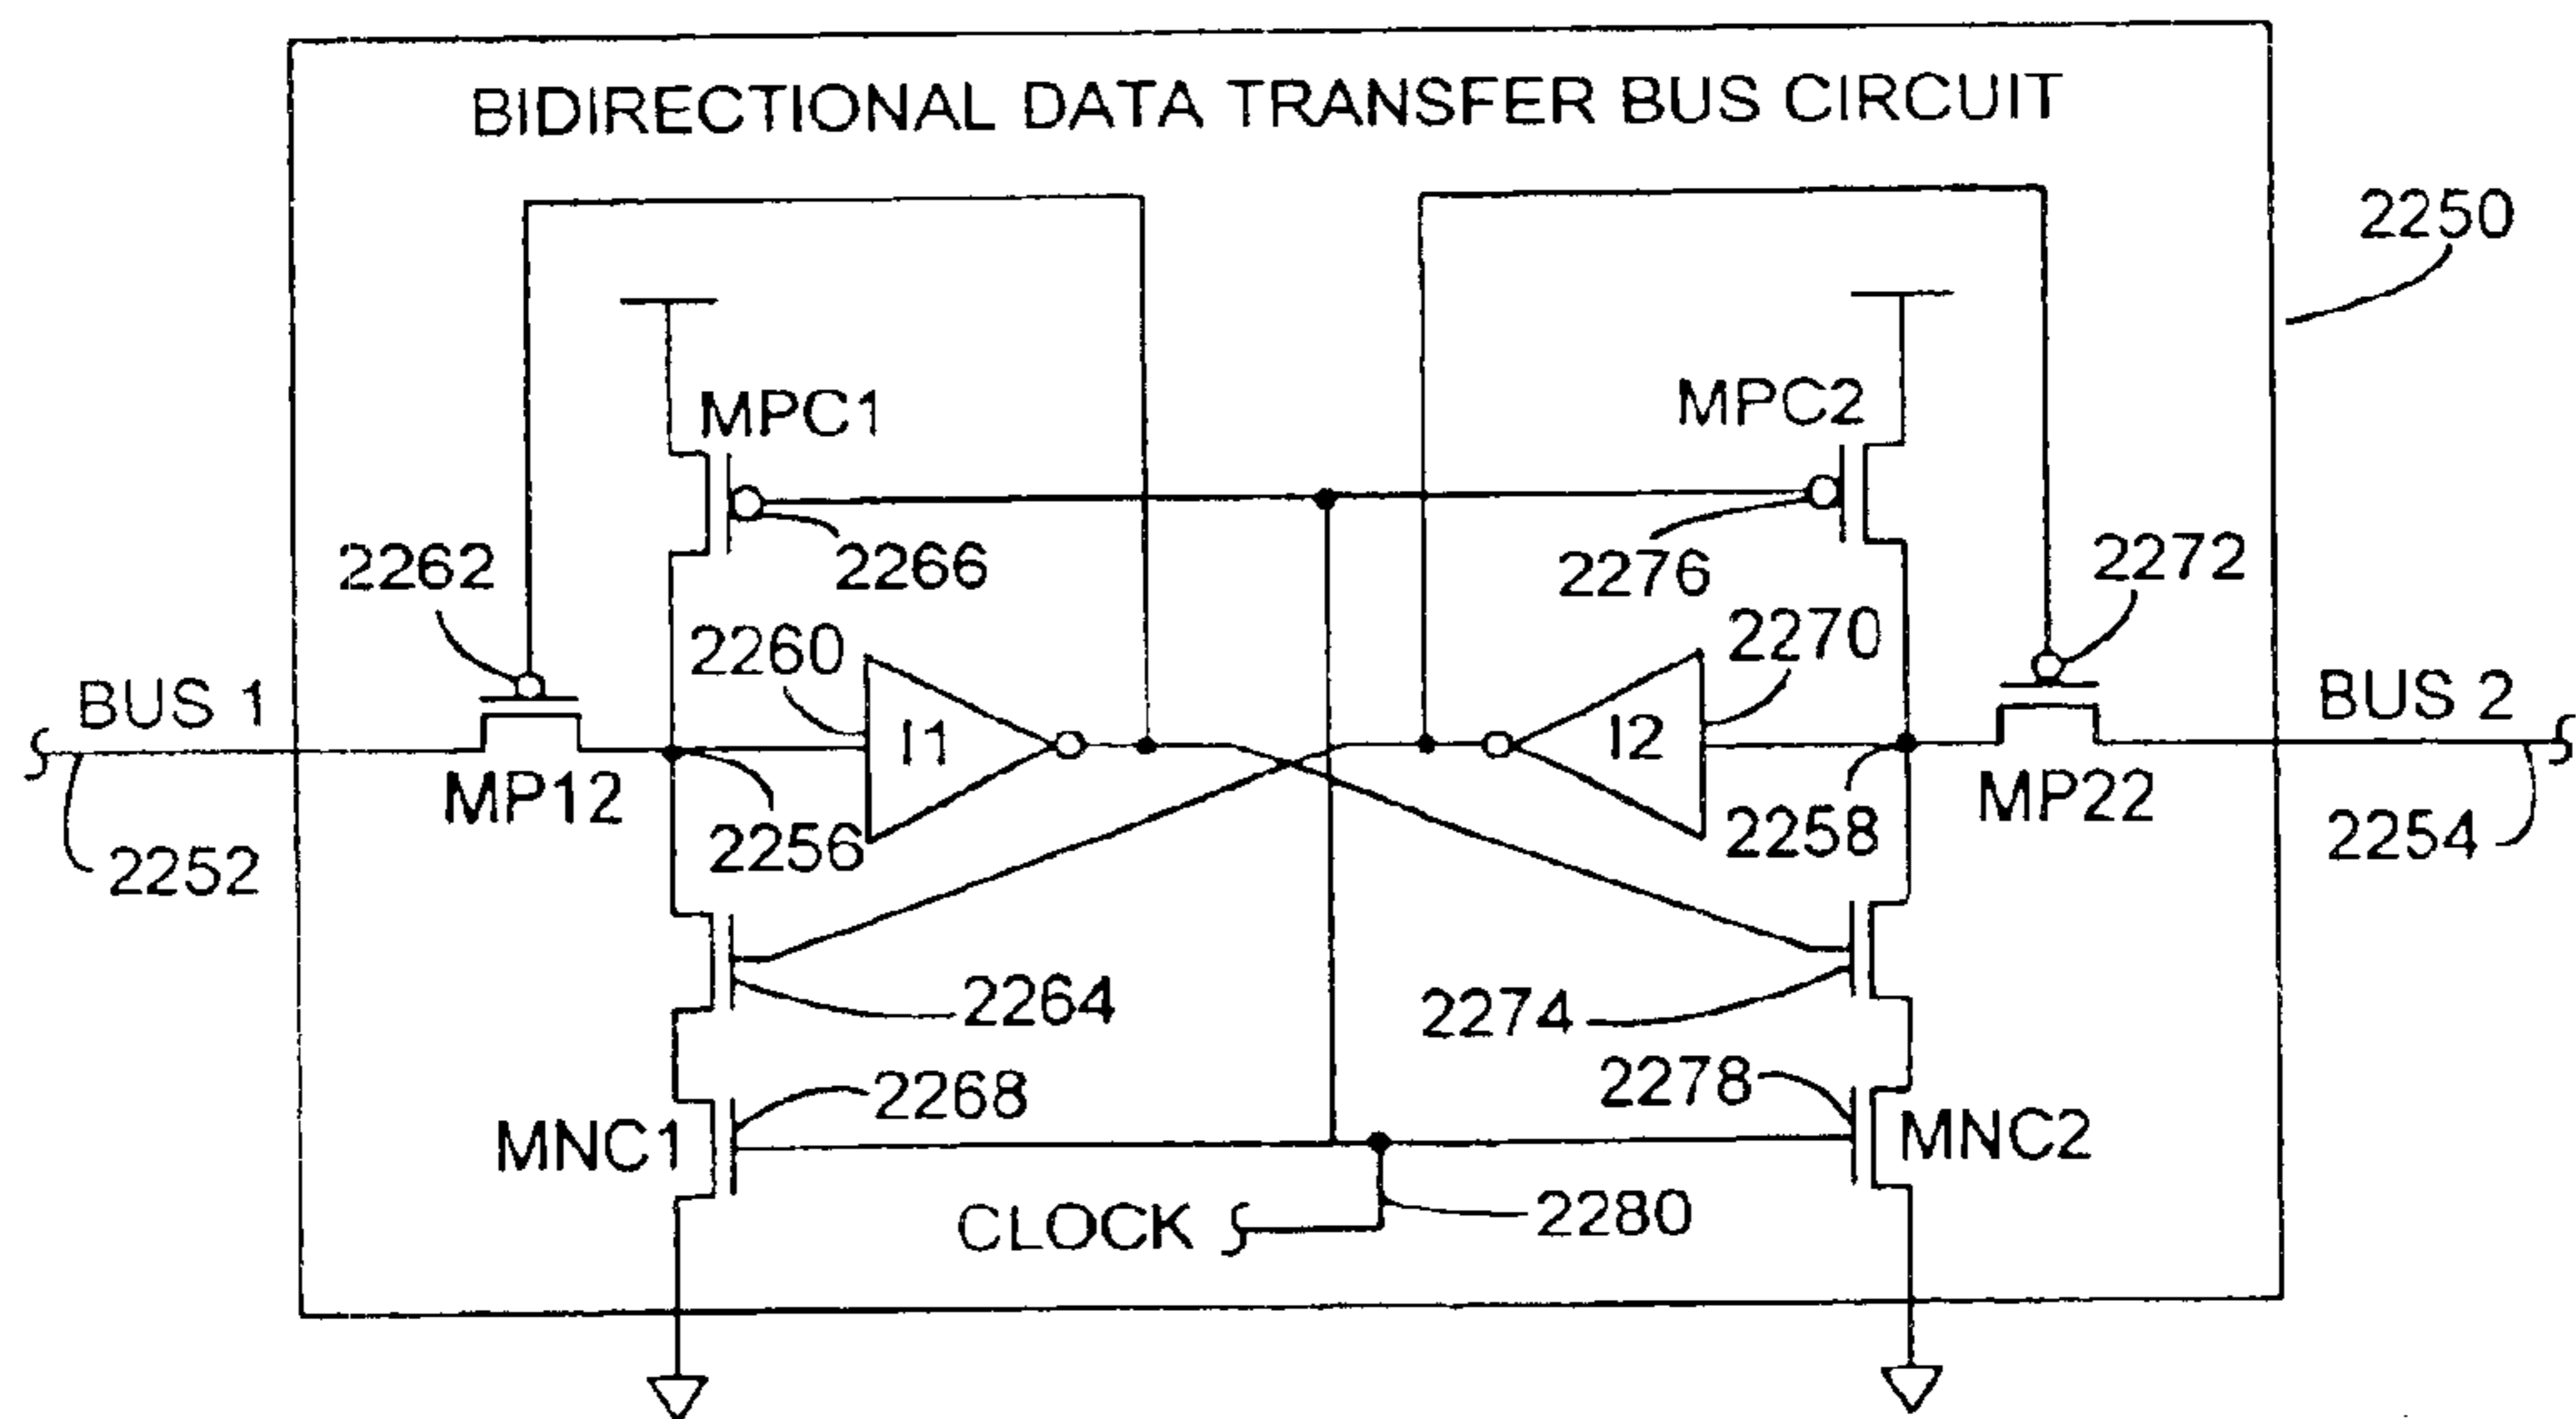 BIDIRECTIONAL DATA TRANSFER BUS CIRCUIT
2250
MPC1
MPC2
2262
2266
2276
2272
2260
2270
BUS 1
I1
I2
BUS 2
MP12
MP22
2252
2256
2258
2254
2264
2274
2268
2278
MNC1
MNC2
CLOCK
2280